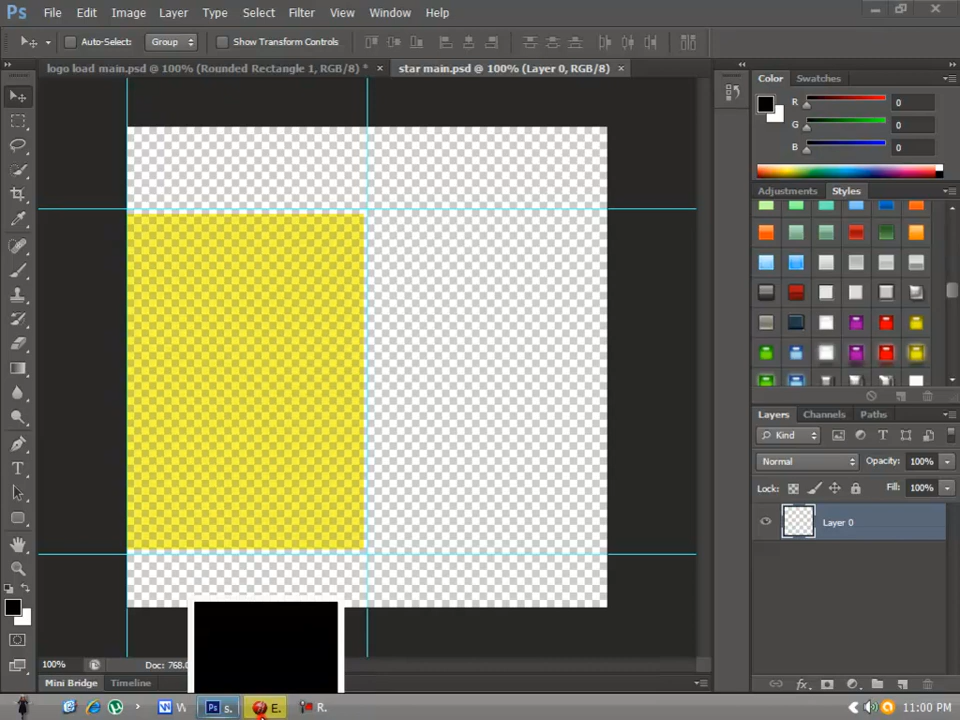 Ps File Edit Image Layer Type Select Filter View Window Help
Auto-Select: Group Show Transform Controls
logo load main.psd @ 100% (Rounded Rectangle 1, RGB/8) * × star main.psd @ 100% (Layer 0, RGB/8) ×
Color Swatches
R 0
G 0
B 0
Adjustments Styles
Layers Channels Paths
Kind
Normal Opacity: 100%
Lock: Fill: 100%
Layer 0
100% Doc: 768.0
Mini Bridge Timeline
W Ps s. E. R. 11:00 PM